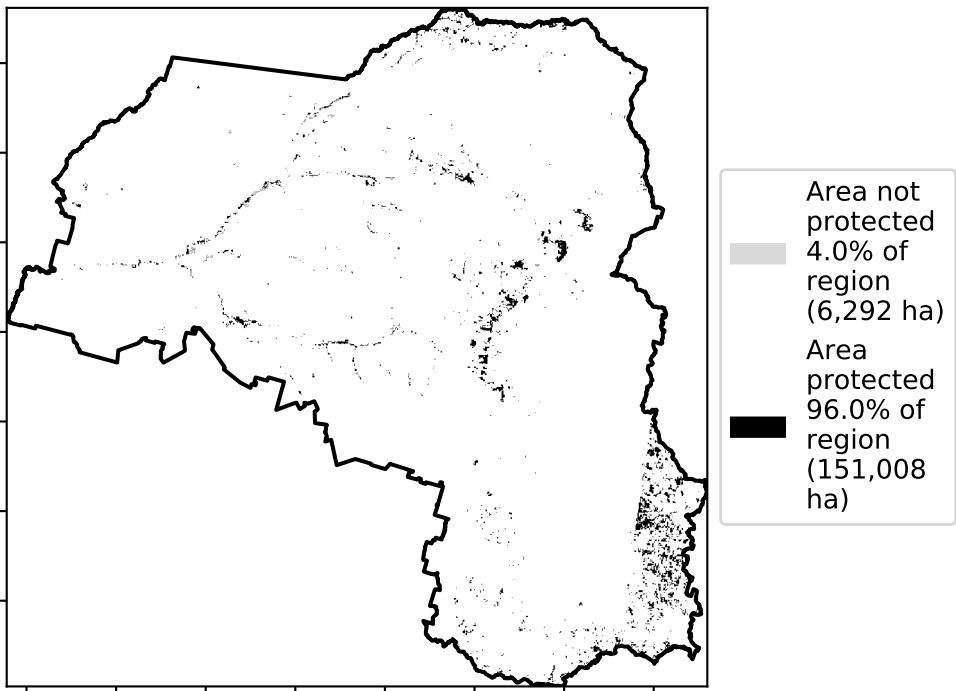 Area not
protected
4.0% of
region
(6,292 ha)
Area
protected
96.0% of
region
(151,008
ha)